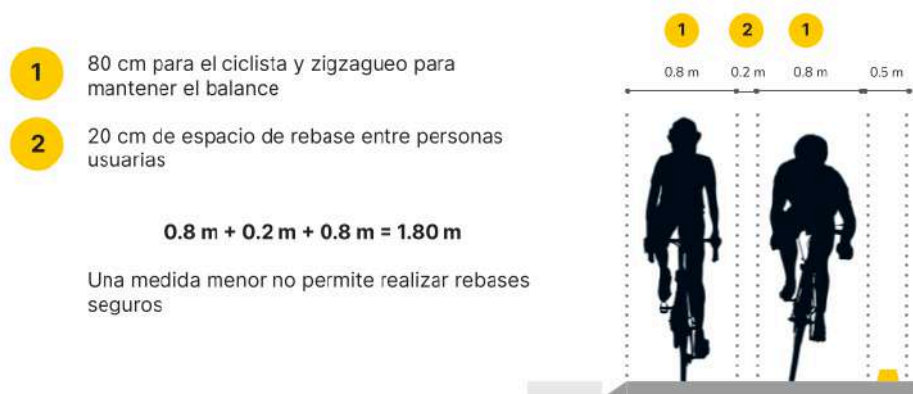 1
80 cm para el ciclista y zigzagueo para
mantener el balance
2
20 cm de espacio de rebase entre personas
usuarias
0.8 m + 0.2 m + 0.8 m = 1.80 m
Una medida menor no permite realizar rebases
seguros
1 2 1
0.8 m 0.2 m 0.8 m 0.5 m